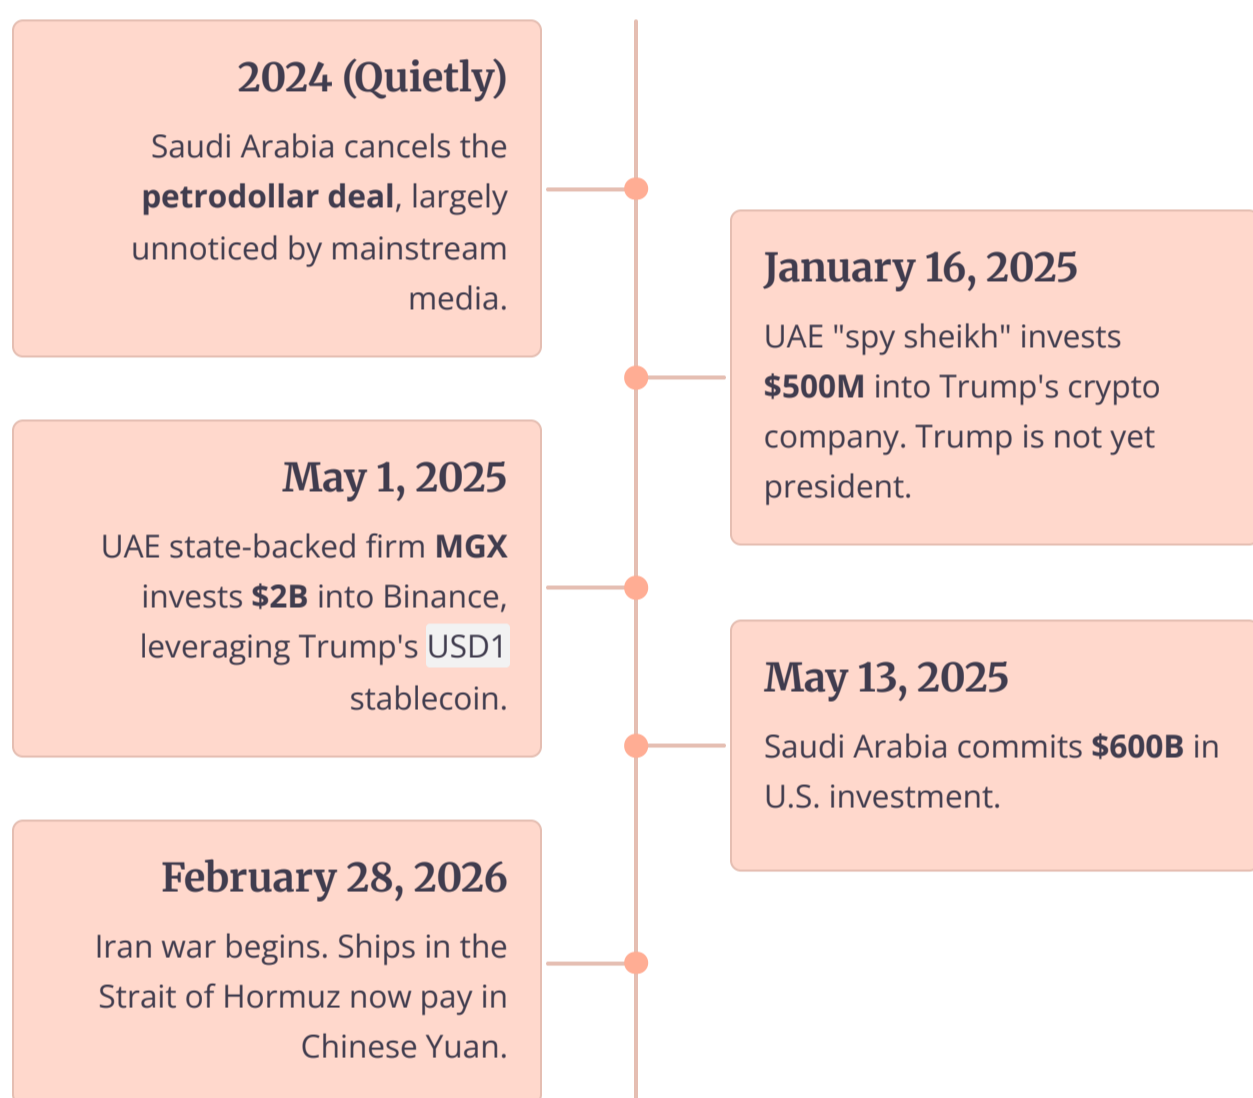 2024 (Quietly)
Saudi Arabia cancels the
petrodollar deal, largely
unnoticed by mainstream
media.
January 16, 2025
UAE "spy sheikh" invests
$500M into Trump's crypto
company. Trump is not yet
president.
May 1, 2025
UAE state-backed firm MGX
invests $2B into Binance,
leveraging Trump's USD1
stablecoin.
May 13, 2025
Saudi Arabia commits $600B in
U.S. investment.
February 28, 2026
Iran war begins. Ships in the
Strait of Hormuz now pay in
Chinese Yuan.